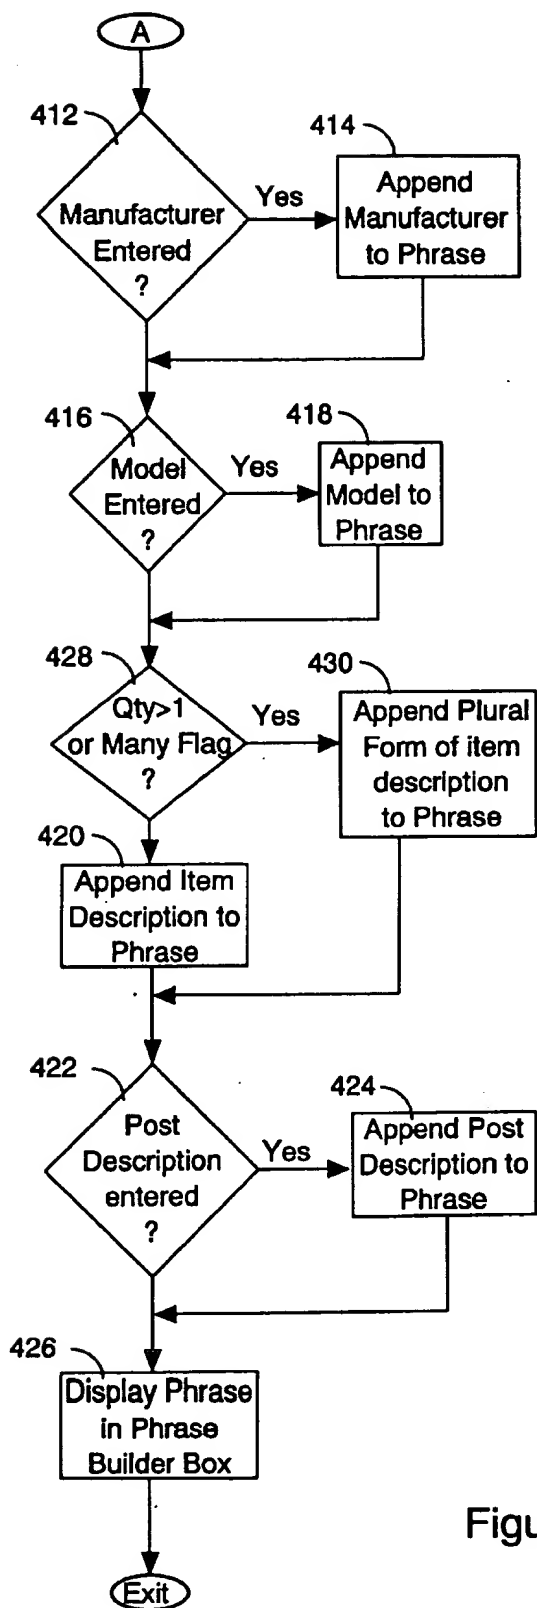 A
412
Manufacturer
Entered
?
Yes
414
Append
Manufacturer
to Phrase
416
Model
Entered
?
Yes
418
Append
Model to
Phrase
428
Qty>1
or Many Flag
?
Yes
430
Append Plural
Form of item
description
to Phrase
420
Append Item
Description to
Phrase
422
Post
Description
entered
?
Yes
424
Append Post
Description to
Phrase
426
Display Phrase
in Phrase
Builder Box
Exit